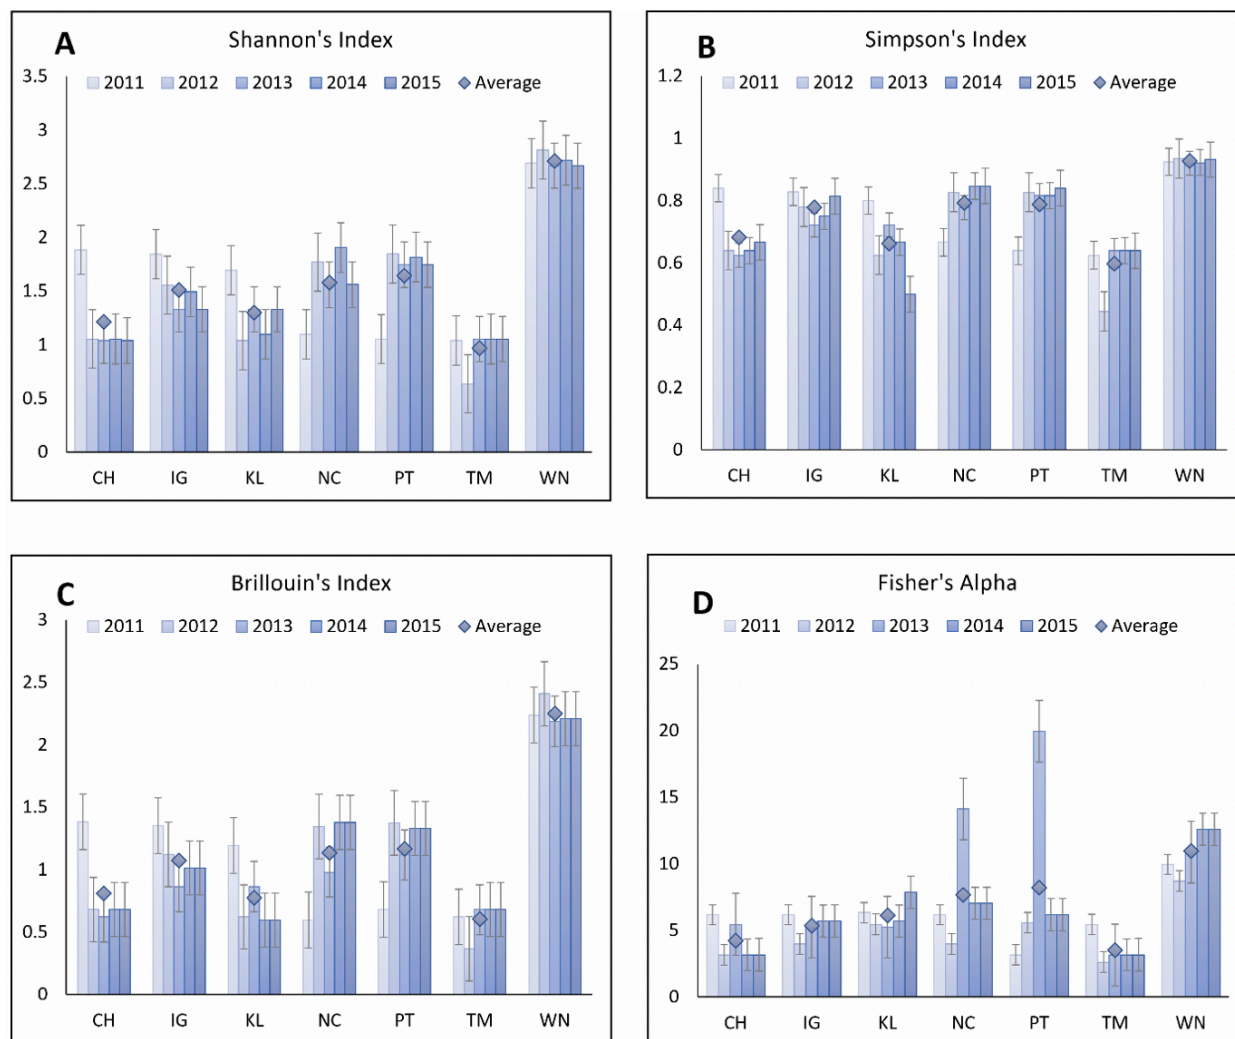 A
Shannon's Index
2011 2012 2013 2014 2015 Average
3.5
3
2.5
2
1.5
1
0.5
0
CH IG KL NC PT TM WN
B
Simpson's Index
2011 2012 2013 2014 2015 Average
1.2
1
0.8
0.6
0.4
0.2
0
CH IG KL NC PT TM WN
C
Brillouin's Index
2011 2012 2013 2014 2015 Average
3
2.5
2
1.5
1
0.5
0
CH IG KL NC PT TM WN
D
Fisher's Alpha
2011 2012 2013 2014 2015 Average
25
20
15
10
5
0
CH IG KL NC PT TM WN